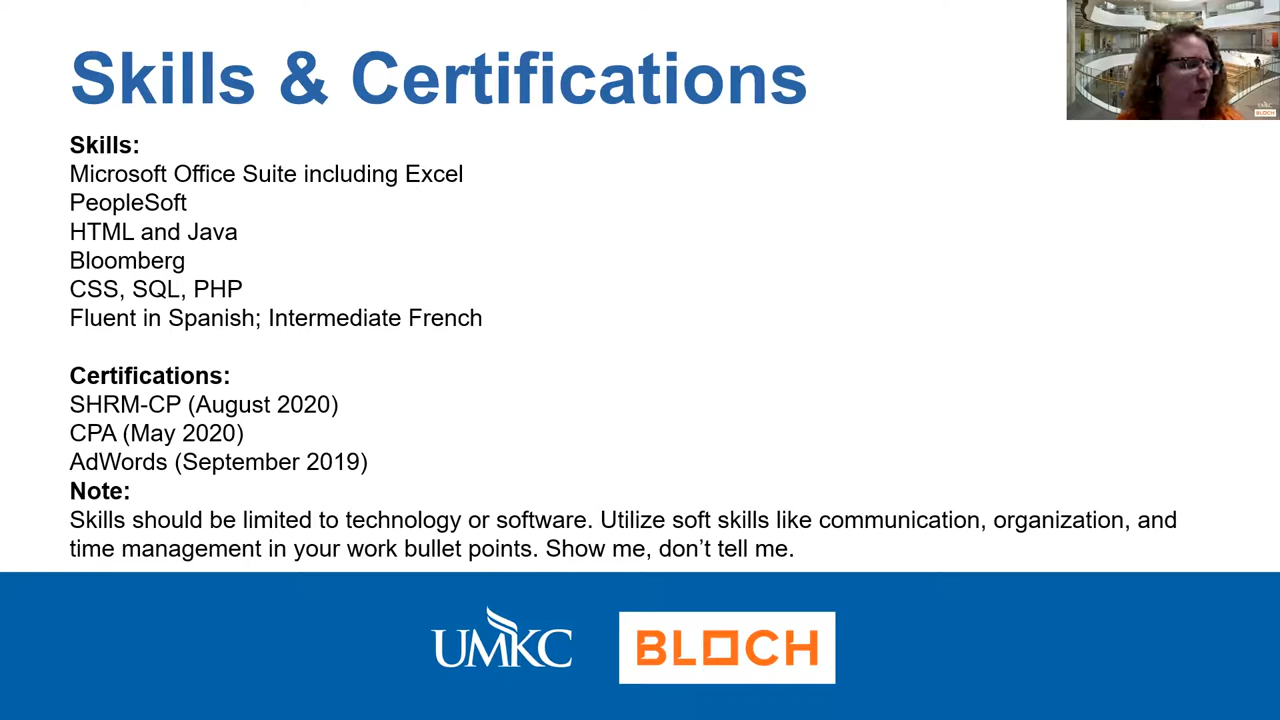 Skills & Certifications
Skills:
Microsoft Office Suite including Excel
PeopleSoft
HTML and Java
Bloomberg
CSS, SQL, PHP
Fluent in Spanish; Intermediate French
Certifications:
SHRM-CP (August 2020)
CPA (May 2020)
AdWords (September 2019)
Note:
Skills should be limited to technology or software. Utilize soft skills like communication, organization, and
time management in your work bullet points. Show me, don’t tell me.
UMKC
BLOCH
UMKC
BLOCH